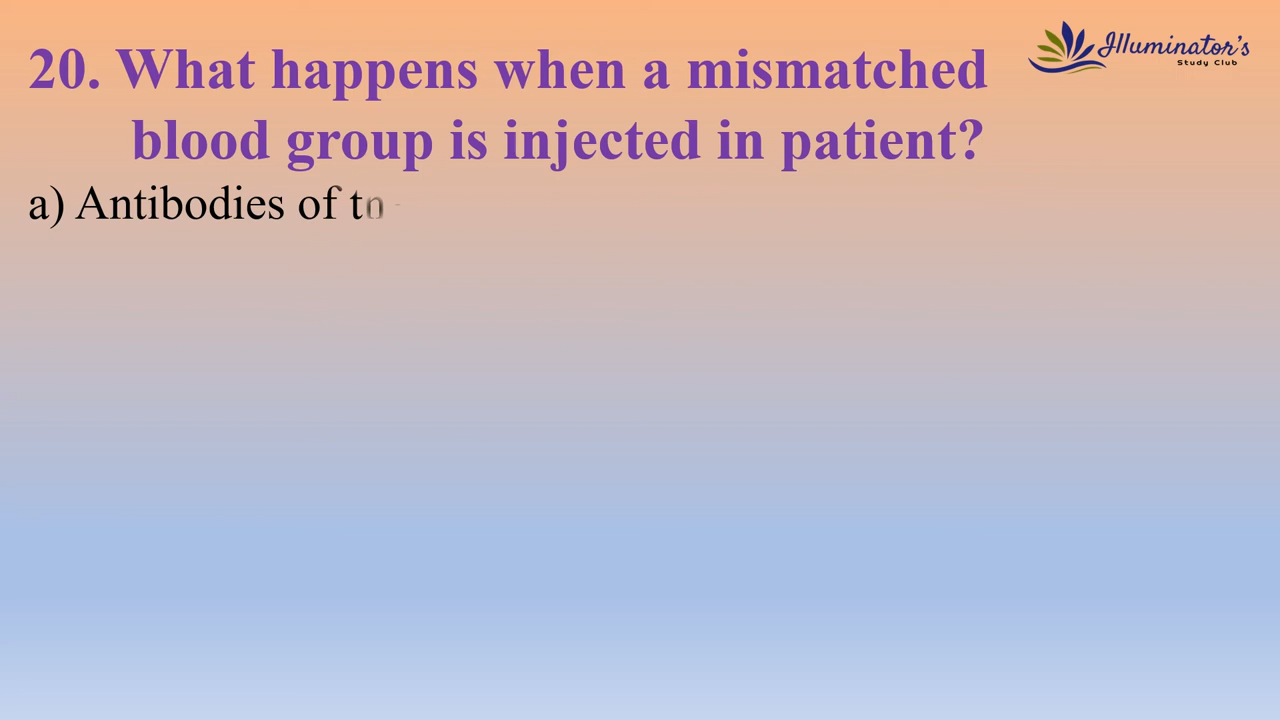 20. What happens when a mismatched
blood group is injected in patient?
Illuminator's
Study Club
a) Antibodies of